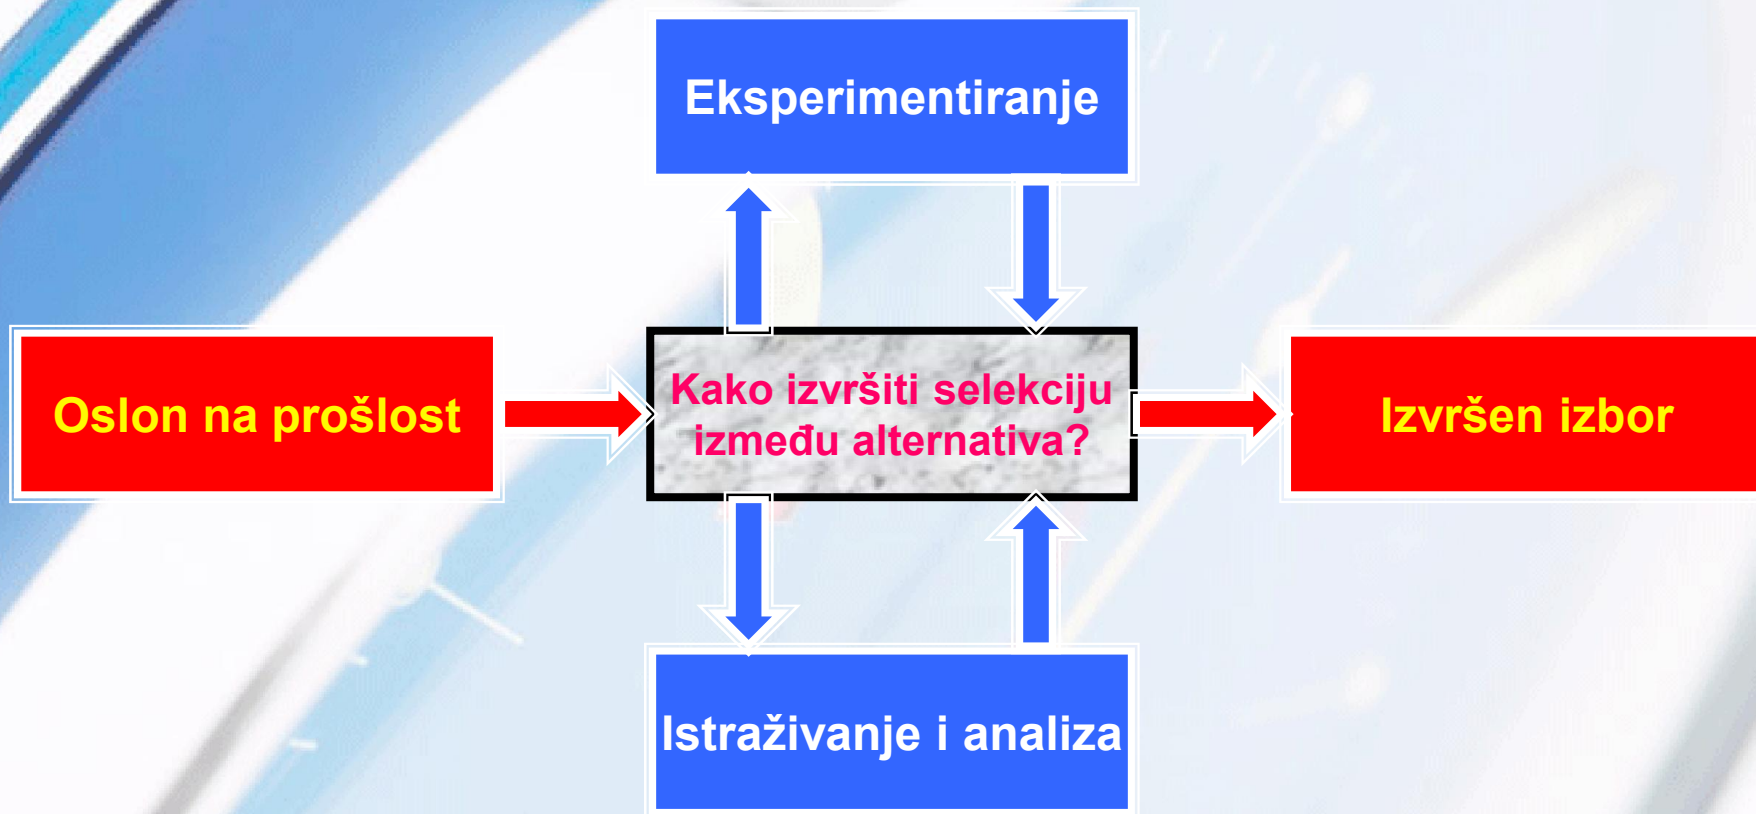 Eksperimentiranje
Oslon na prošlost
Kako izvršiti selekciju
između alternativa?
Izvršen izbor
Istraživanje i analiza